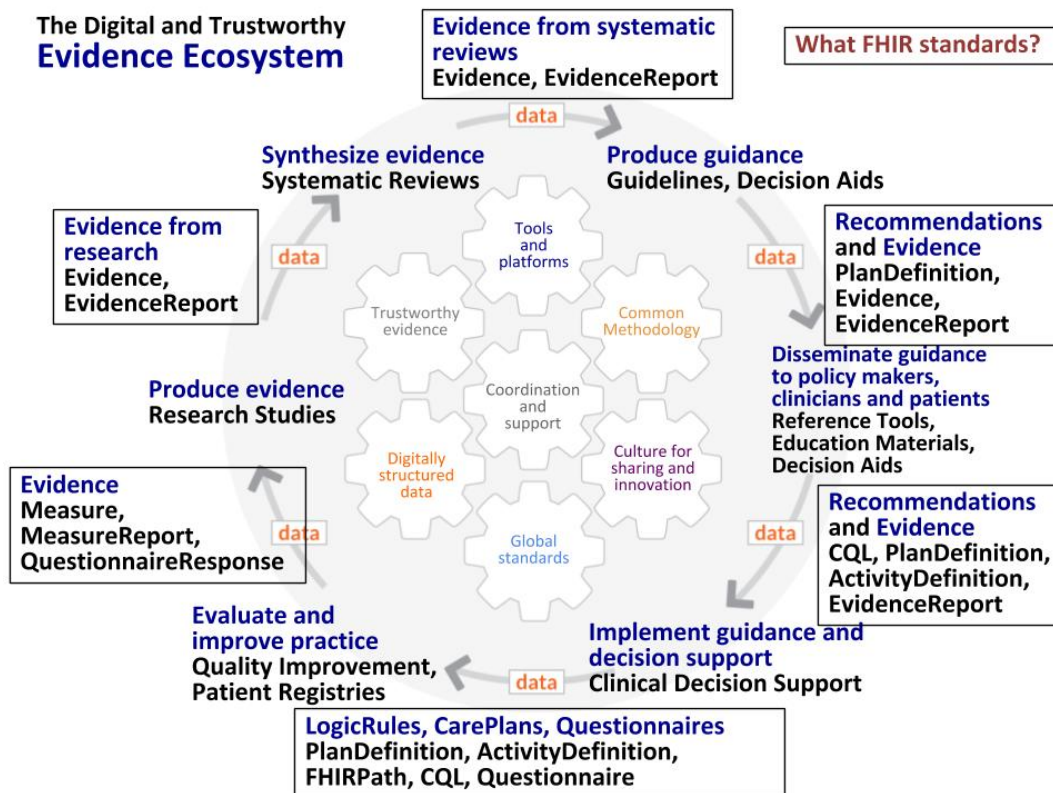 The Digital and Trustworthy
Evidence Ecosystem
Evidence from systematic
reviews
Evidence, EvidenceReport
What FHIR standards?
data
Synthesize evidence
Systematic Reviews
Produce guidance
Guidelines, Decision Aids
Evidence from
research
Evidence,
EvidenceReport
data
Tools
and
platforms
data
Recommendations
and Evidence
PlanDefinition,
Evidence,
EvidenceReport
Trustworthy
evidence
Common
Methodology
Produce evidence
Research Studies
Coordination
and
support
Disseminate guidance
to policy makers,
clinicians and patients
Reference Tools,
Education Materials,
Decision Aids
Digitally
structured
data
Culture for
sharing and
innovation
Evidence
Measure,
MeasureReport,
QuestionnaireResponse
data
Global
standards
data
Recommendations
and Evidence
CQL, PlanDefinition,
ActivityDefinition,
EvidenceReport
Evaluate and
improve practice
Quality Improvement,
Patient Registries
data
Implement guidance and
decision support
Clinical Decision Support
LogicRules, CarePlans, Questionnaires
PlanDefinition, ActivityDefinition,
FHIRPath, CQL, Questionnaire